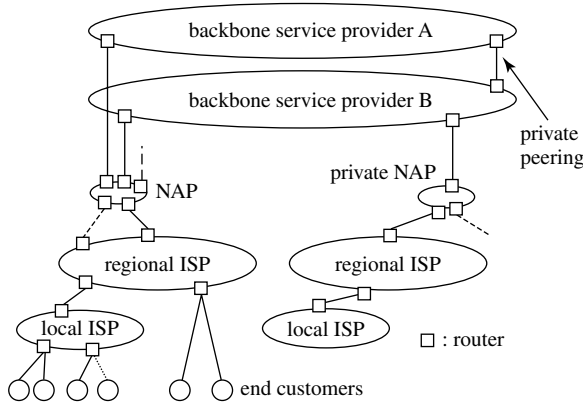 backbone service provider A
backbone service provider B
private
peering
NAP
private NAP
regional ISP
regional ISP
local ISP
local ISP
: router
end customers